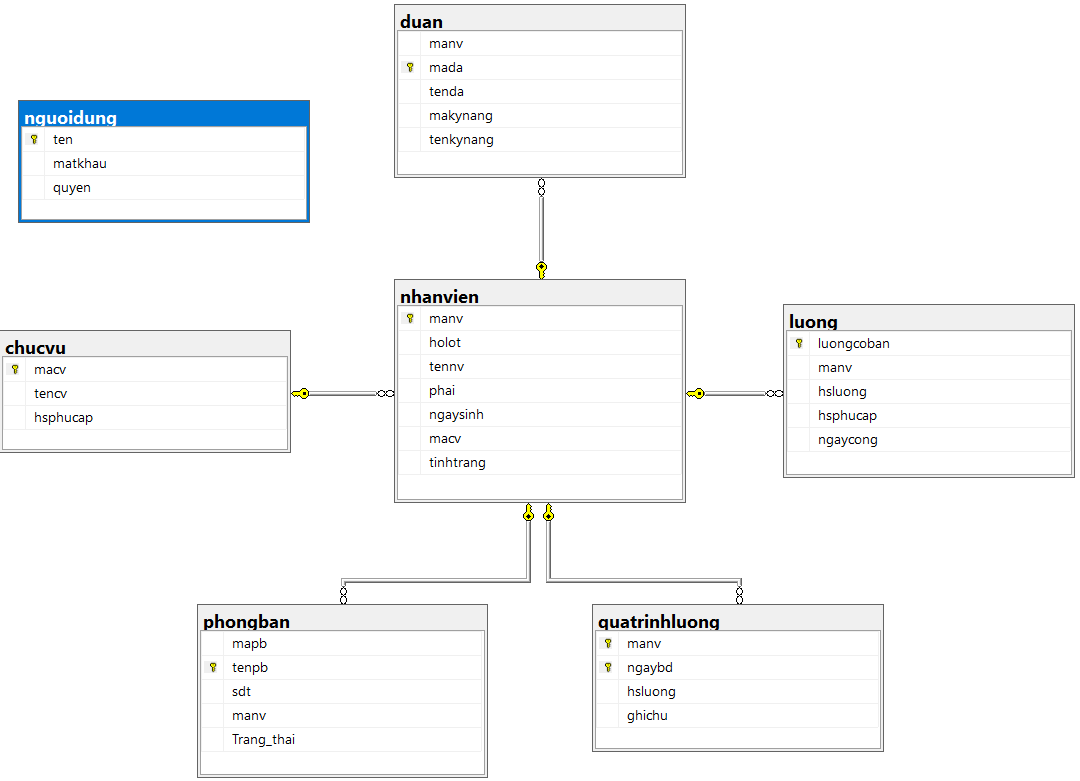 duan
manv
mada
tenda
makynang
tenkynang
nguoidung
ten
matkhau
quyen
nhanvien
manv
holot
tennv
phai
ngaysinh
macv
tinhtrang
luong
luongcoban
manv
hsluong
hsphucap
ngaycong
chucvu
macv
tencv
hsphucap
phongban
mapb
tenpb
sdt
manv
Trang_thai
quatrinhluong
manv
ngaybd
hsluong
ghichu